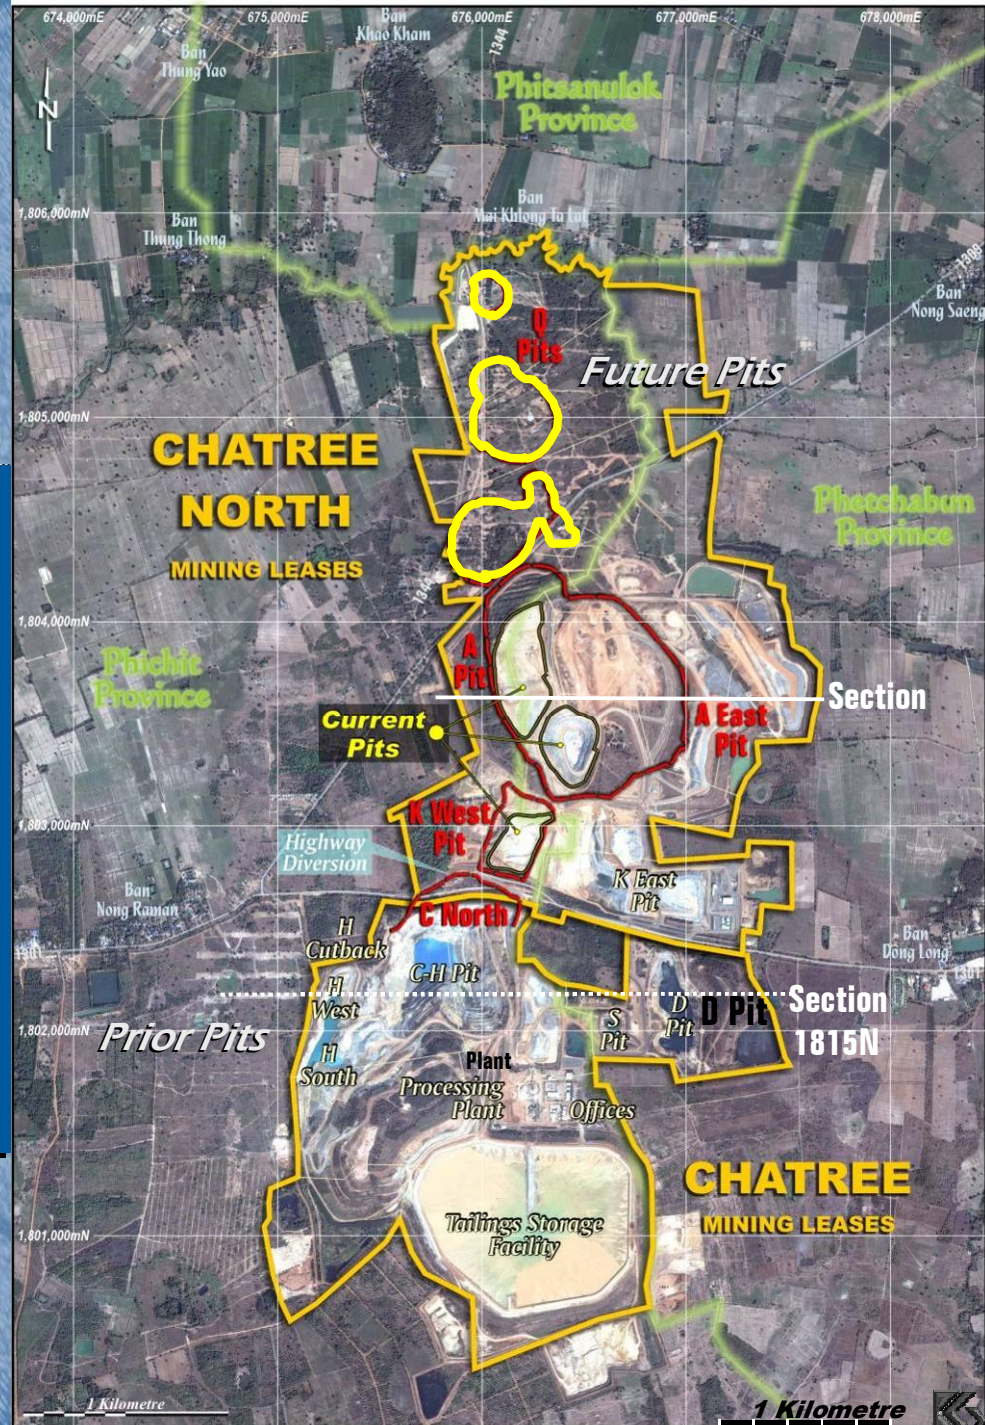 674,000mE
675,000mE
676,000mE
677,000mE
678,000mE
Ban
Khao Kham
1344
Ban
Thung Yao
N
Phitsanulok
Province
1,806,000mN
Ban
Mai Khlong Ta Lat
Ban
Thung Thong
1308
Ban
Nong Saeng
Q
Pits
Future Pits
1,805,000mN
CHATREE
NORTH
MINING LEASES
Phetchabun
Province
1,804,000mN
A
Pit
Phichit
Province
Section
A East
Pit
Current
Pits
1,803,000mN
K West
Pit
Highway
Diversion
K East
Pit
Ban
Nong Raman
C North
H
Cutback
Ban
Dong Long
1301
1301
C-H Pit
H
West
Section
1815N
D
Pit
D Pit
S
Pit
1,802,000mN
Prior Pits
H
South
Plant
Processing
Plant
Offices
CHATREE
MINING LEASES
Tailings Storage
Facility
1,801,000mN
1 Kilometre
1 Kilometre